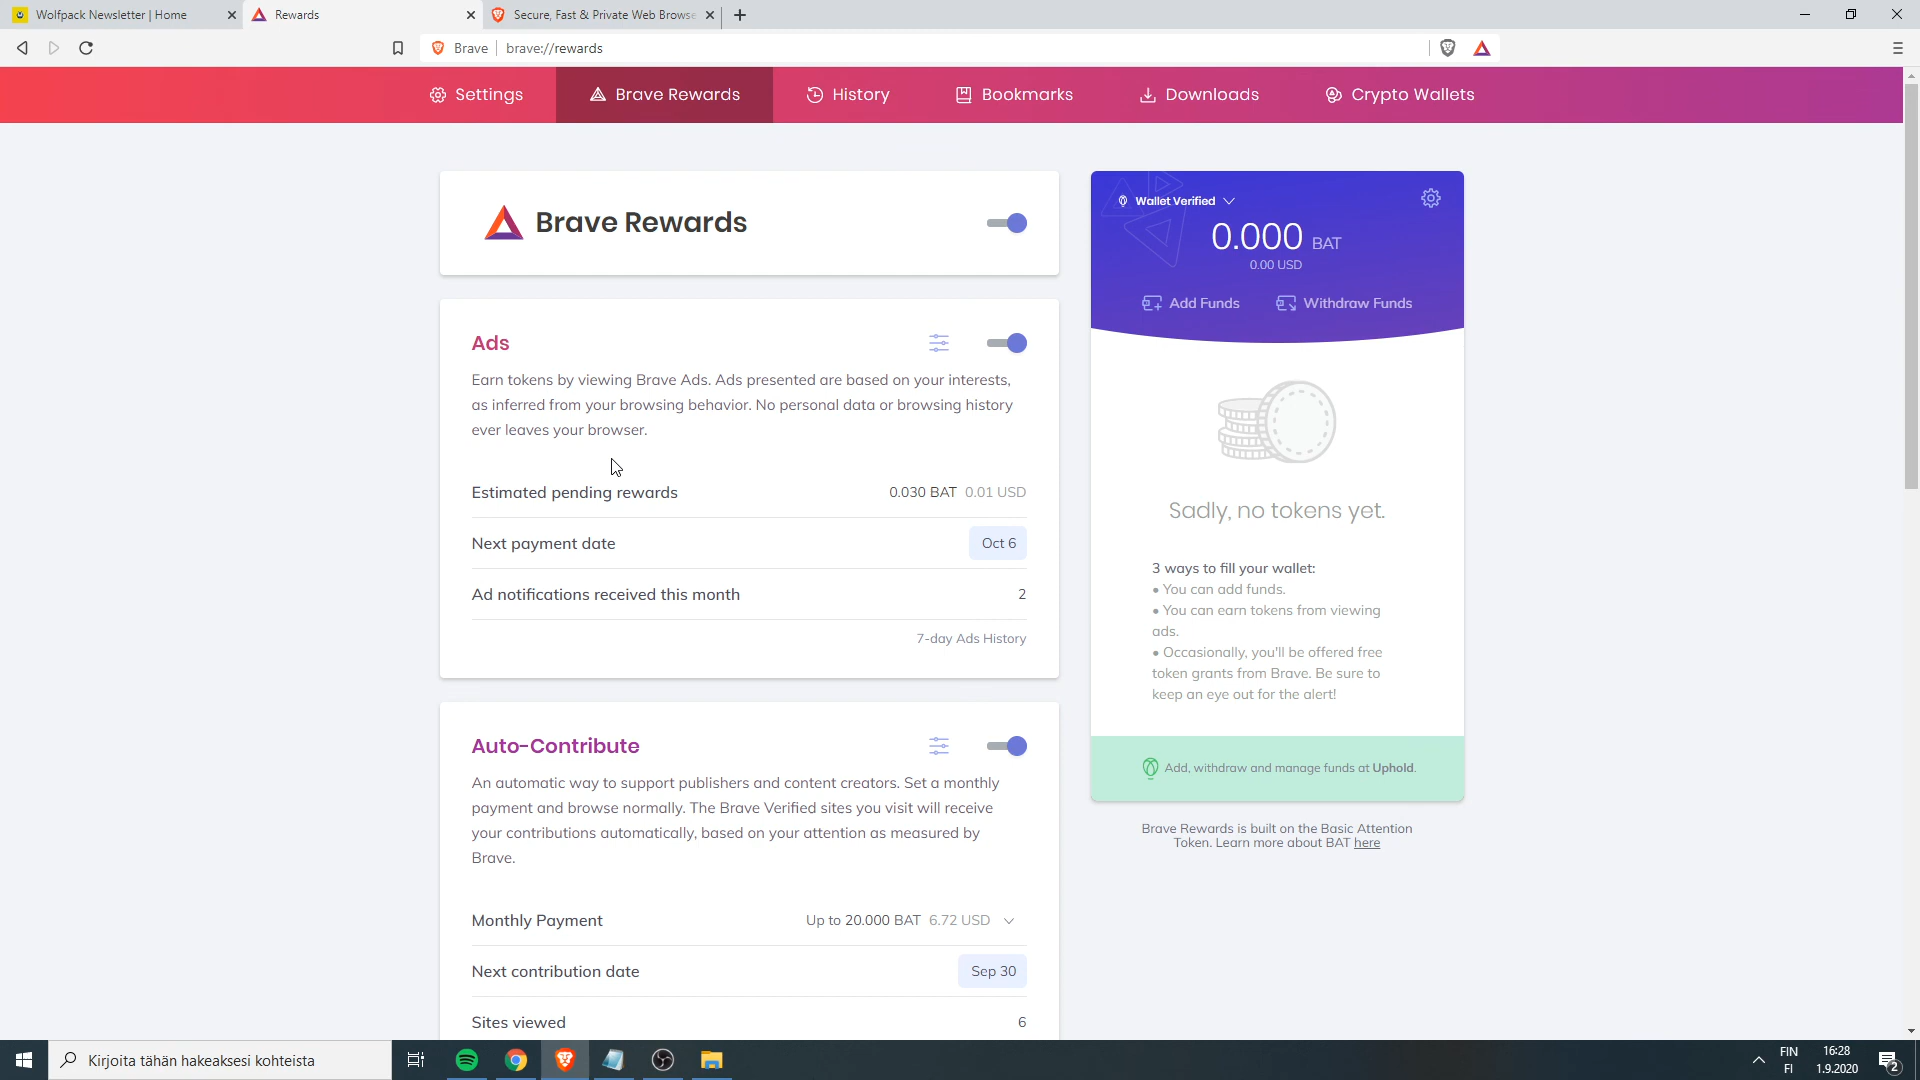 Wolfpack Newsletter | Home
Rewards
Secure, Fast & Private Web Browse
Brave
brave://rewards
Settings
Brave Rewards
History
Bookmarks
Downloads
Crypto Wallets
Brave Rewards
Ads
Earn tokens by viewing Brave Ads. Ads presented are based on your interests,
as inferred from your browsing behavior. No personal data or browsing history
ever leaves your browser.
Estimated pending rewards 0.030 BAT 0.01 USD
Next payment date Oct 6
Ad notifications received this month 2
7-day Ads History
Auto-Contribute
An automatic way to support publishers and content creators. Set a monthly
payment and browse normally. The Brave Verified sites you visit will receive
your contributions automatically, based on your attention as measured by
Brave.
Monthly Payment Up to 20.000 BAT 6.72 USD
Next contribution date Sep 30
Sites viewed 6
Wallet Verified
0.000 BAT
0.00 USD
Add Funds
Withdraw Funds
Sadly, no tokens yet.
3 ways to fill your wallet:
• You can add funds.
• You can earn tokens from viewing
ads.
• Occasionally, you'll be offered free
token grants from Brave. Be sure to
keep an eye out for the alert!
Add, withdraw and manage funds at Uphold.
Brave Rewards is built on the Basic Attention
Token. Learn more about BAT here
Kirjoita tähän hakeaksesi kohteista
FIN
FI
16:28
1.9.2020
2